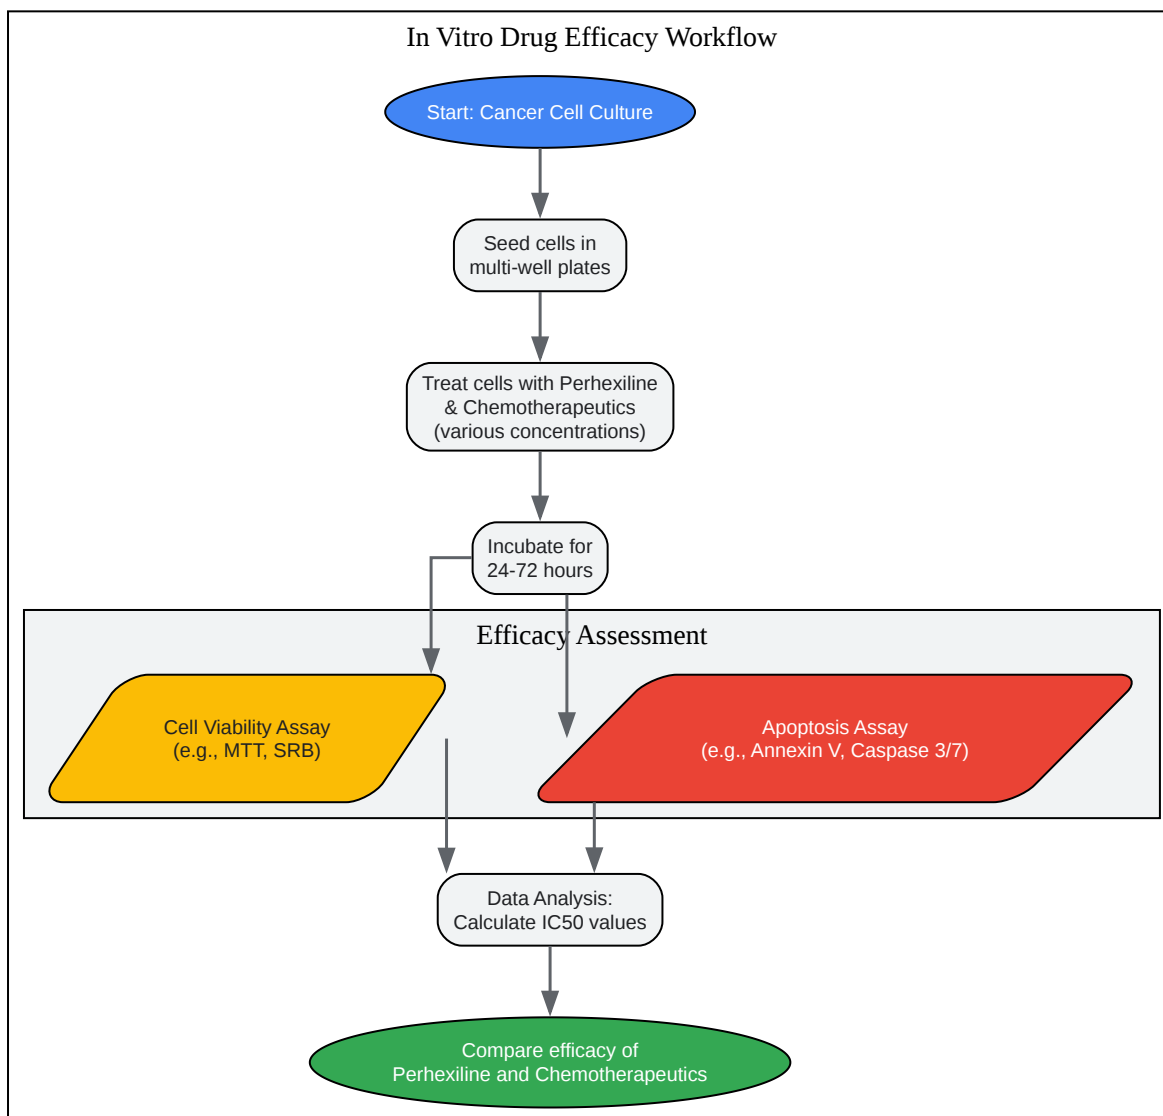 In Vitro Drug Efficacy Workflow
Start: Cancer Cell Culture
Seed cells in
multi-well plates
Treat cells with Perhexiline
& Chemotherapeutics
(various concentrations)
Incubate for
24-72 hours
Efficacy Assessment
Cell Viability Assay
(e.g., MTT, SRB)
Apoptosis Assay
(e.g., Annexin V, Caspase 3/7)
Data Analysis:
Calculate IC50 values
Compare efficacy of
Perhexiline and Chemotherapeutics